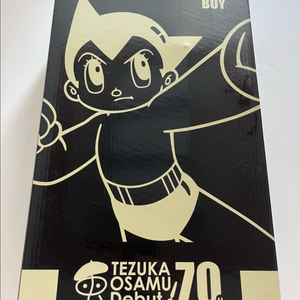 BOY
TEZUKA
OSAMU
Debut
70